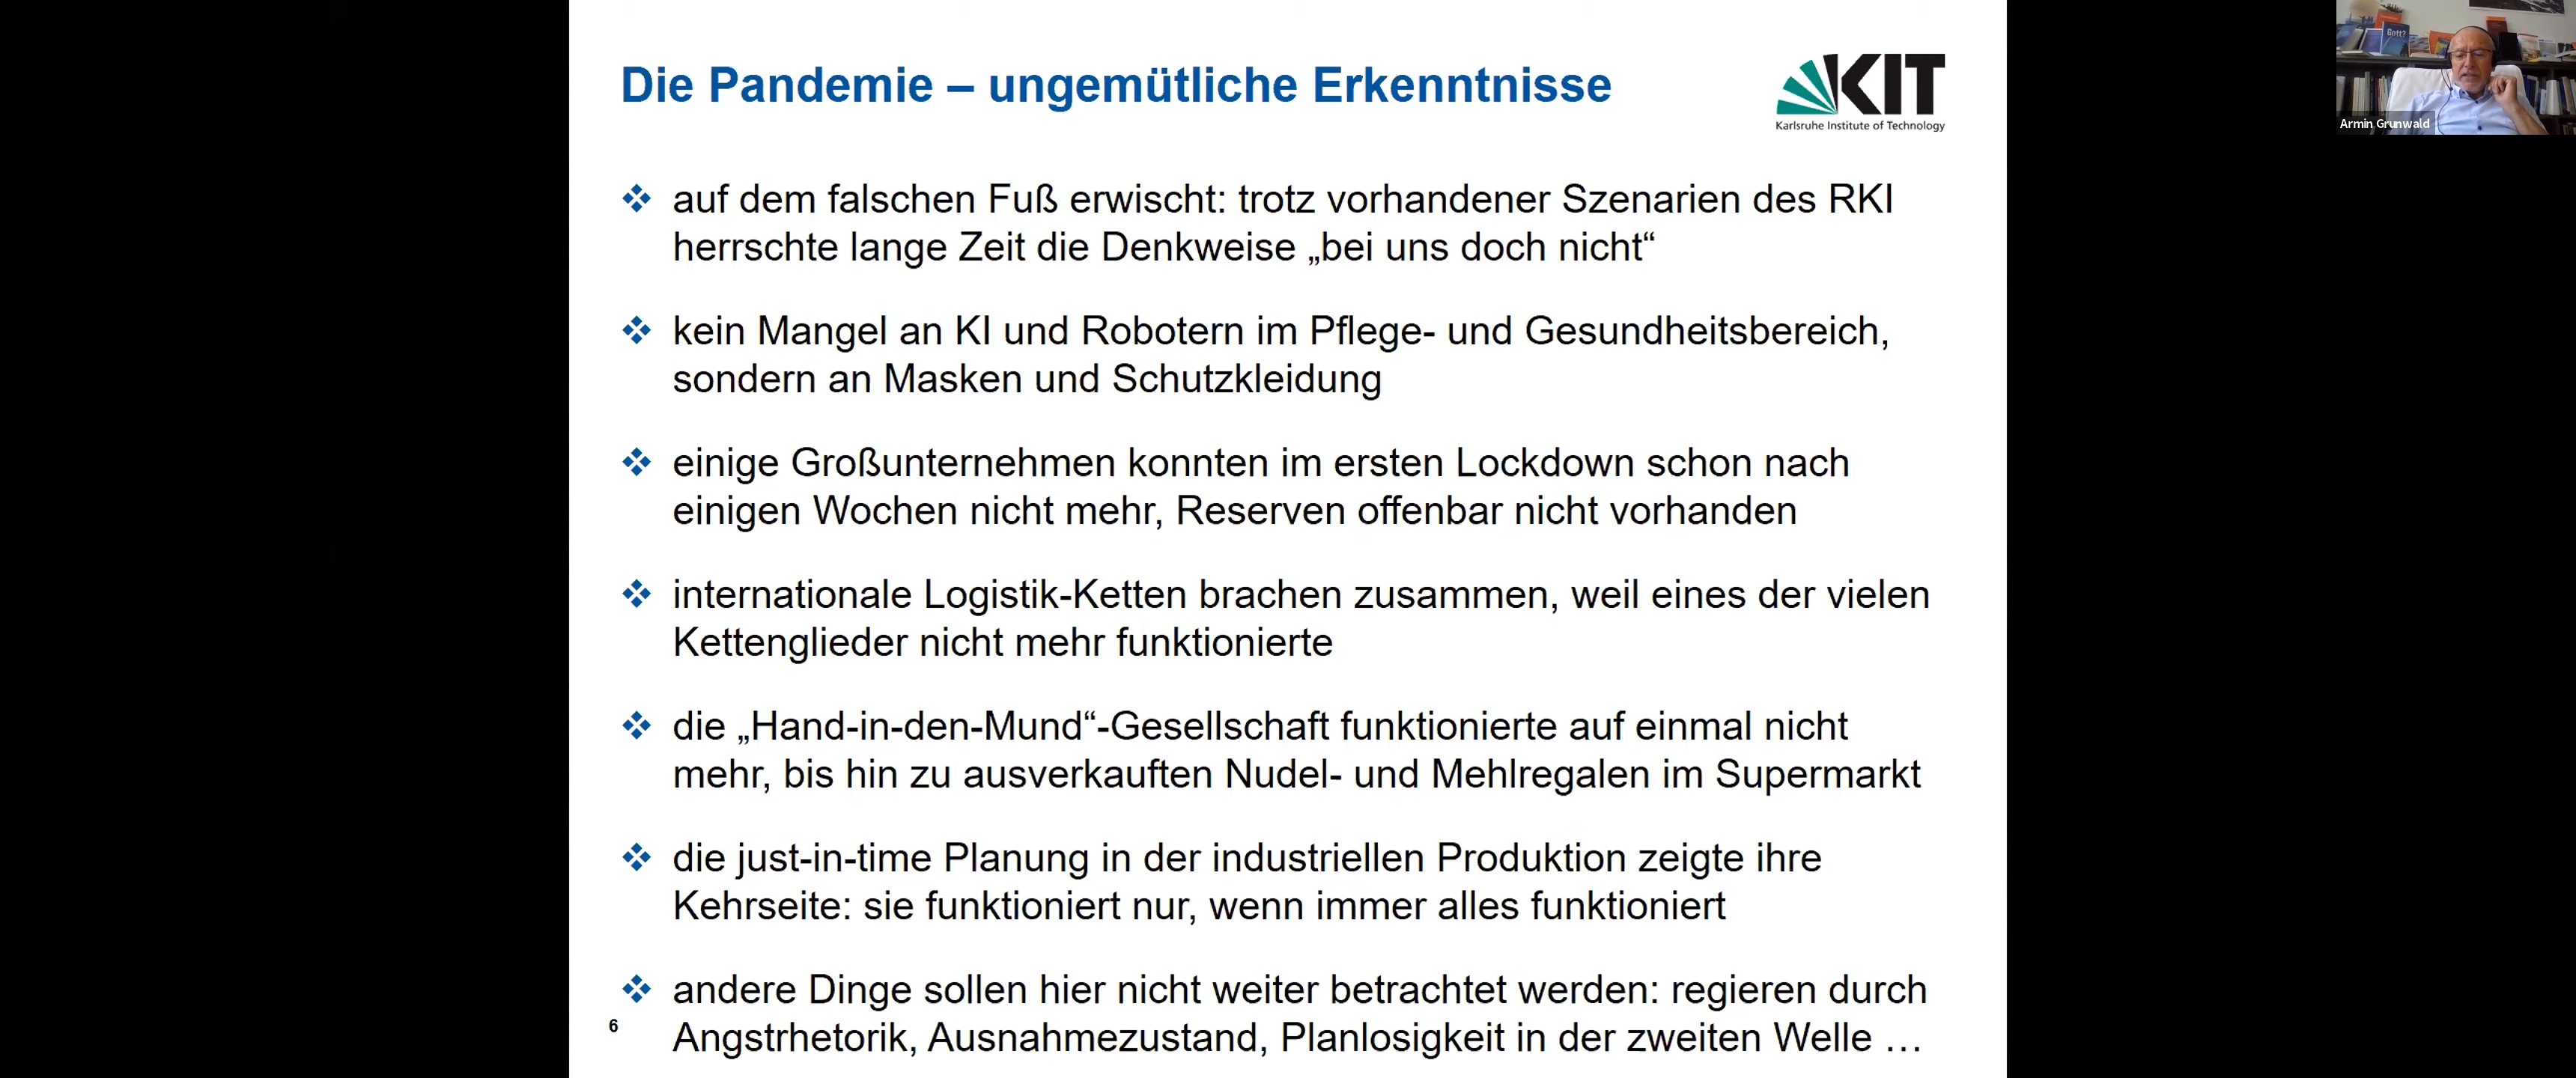 Die Pandemie – ungemütliche Erkenntnisse
KIT
Karlsruhe Institute of Technology
Gott?
Armin Grunwald
❖ auf dem falschen Fuß erwischt: trotz vorhandener Szenarien des RKI
herrschte lange Zeit die Denkweise „bei uns doch nicht“
❖ kein Mangel an KI und Robotern im Pflege- und Gesundheitsbereich,
sondern an Masken und Schutzkleidung
❖ einige Großunternehmen konnten im ersten Lockdown schon nach
einigen Wochen nicht mehr, Reserven offenbar nicht vorhanden
❖ internationale Logistik-Ketten brachen zusammen, weil eines der vielen
Kettenglieder nicht mehr funktionierte
❖ die „Hand-in-den-Mund“-Gesellschaft funktionierte auf einmal nicht
mehr, bis hin zu ausverkauften Nudel- und Mehlregalen im Supermarkt
❖ die just-in-time Planung in der industriellen Produktion zeigte ihre
Kehrseite: sie funktioniert nur, wenn immer alles funktioniert
❖ andere Dinge sollen hier nicht weiter betrachtet werden: regieren durch
Angstrhetorik, Ausnahmezustand, Planlosigkeit in der zweiten Welle …
6